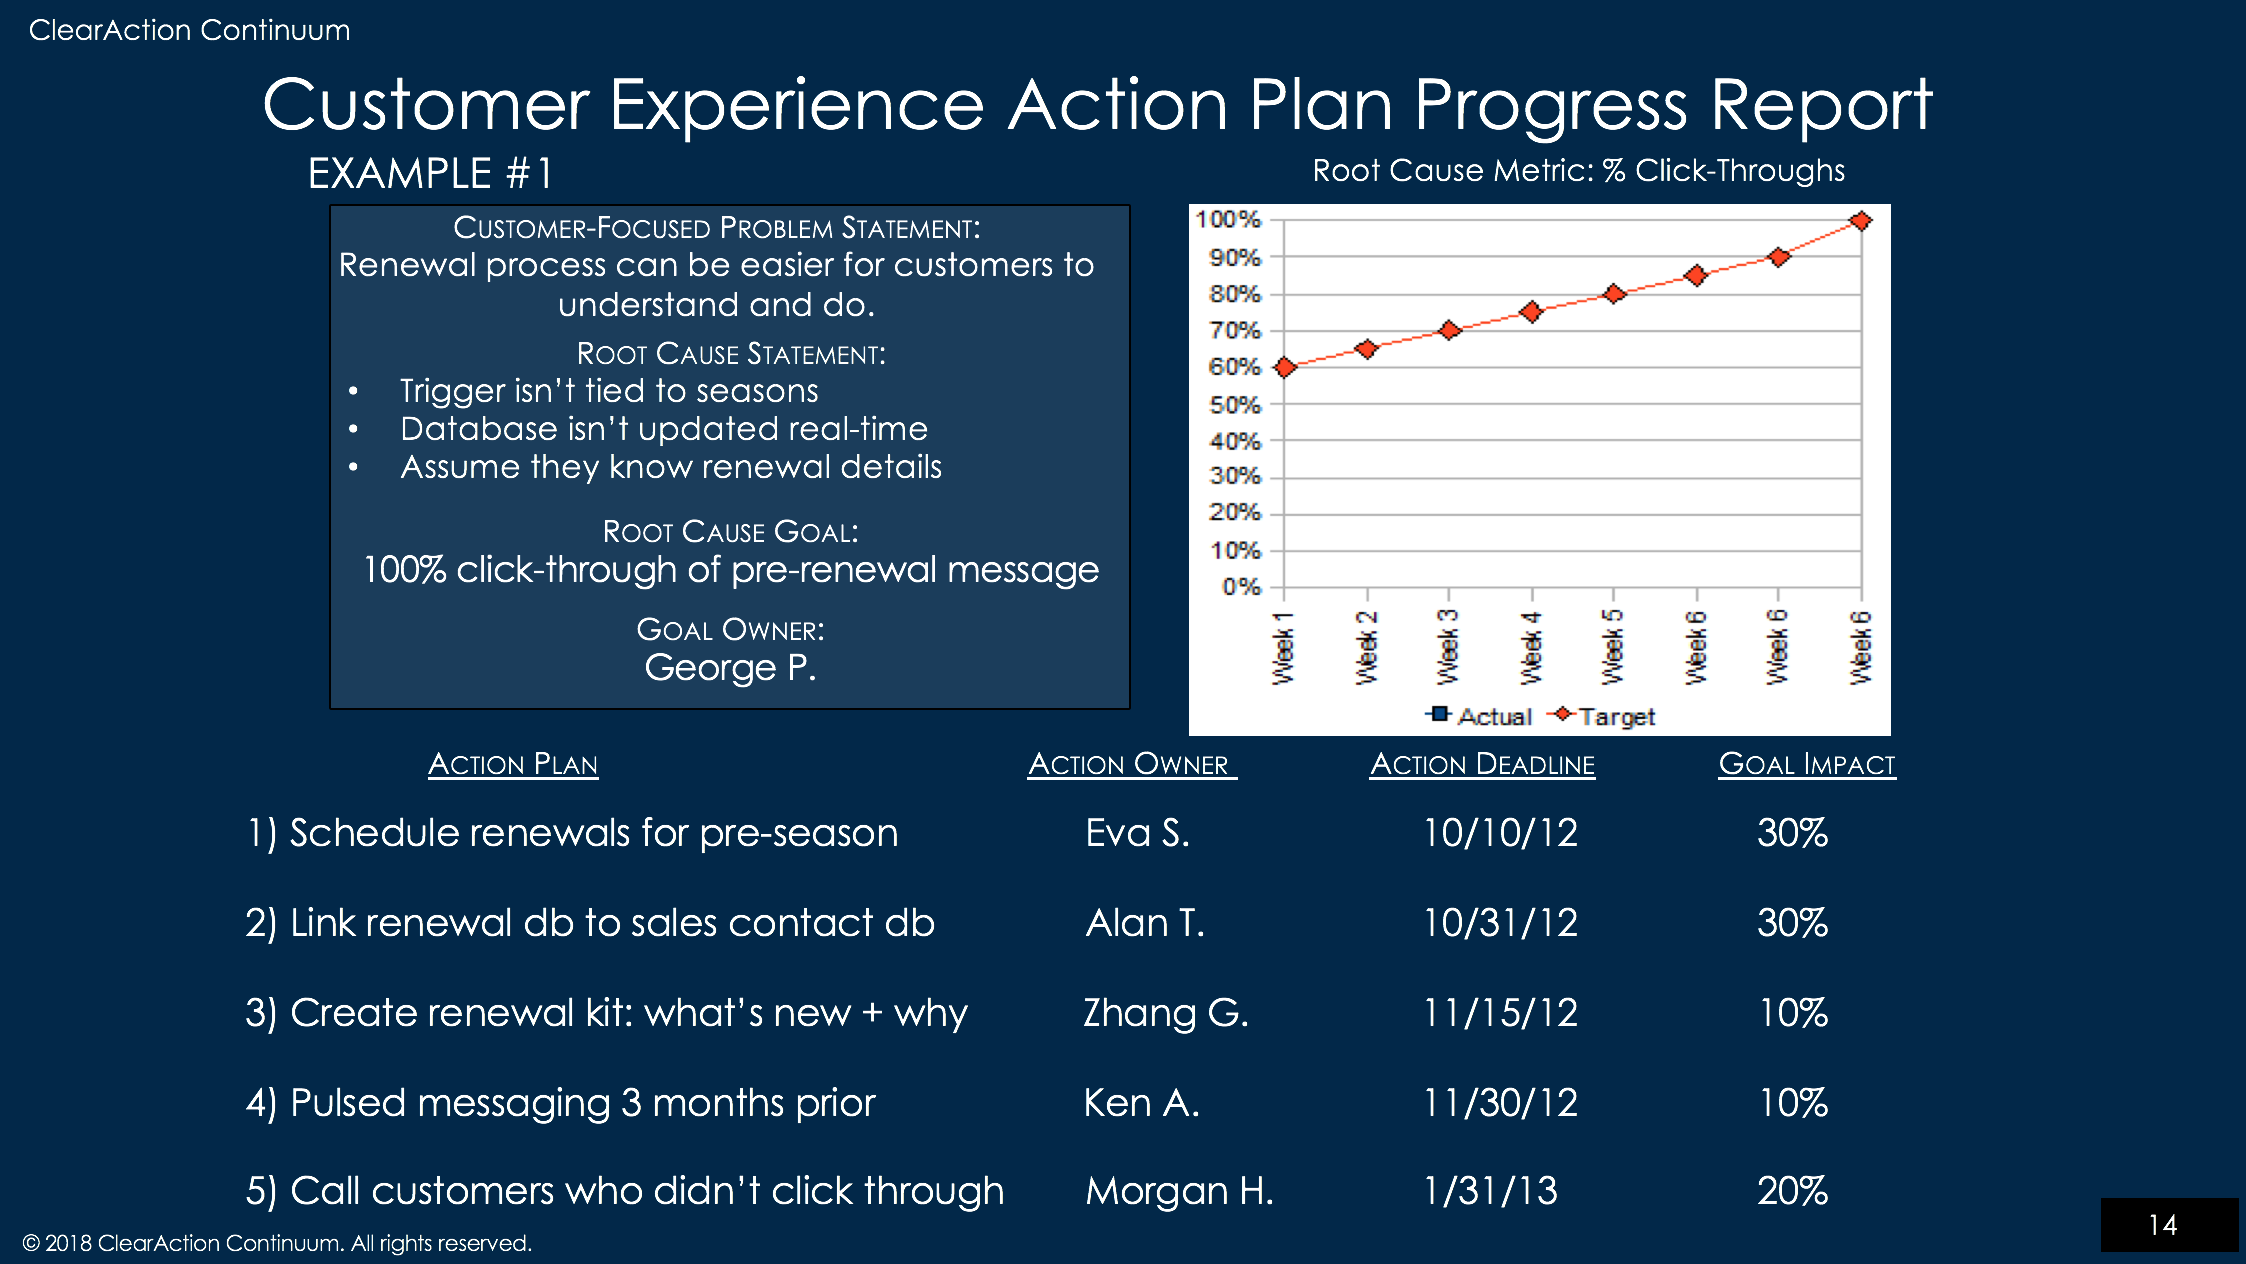 ClearAction Continuum
Customer Experience Action Plan Progress Report
EXAMPLE #1
Customer-Focused Problem Statement:
Renewal process can be easier for customers to
understand and do.
Root Cause Statement:
• Trigger isn’t tied to seasons
• Database isn’t updated real-time
• Assume they know renewal details
Root Cause Goal:
100% click-through of pre-renewal message
Goal Owner:
George P.
Root Cause Metric: % Click-Throughs
100%
90%
80%
70%
60%
50%
40%
30%
20%
10%
0%
Week 1 Week 2 Week 3 Week 4 Week 5 Week 6 Week 6 Week 6
Actual Target
Action Plan Action Owner Action Deadline Goal Impact
1) Schedule renewals for pre-season Eva S. 10/10/12 30%
2) Link renewal db to sales contact db Alan T. 10/31/12 30%
3) Create renewal kit: what’s new + why Zhang G. 11/15/12 10%
4) Pulsed messaging 3 months prior Ken A. 11/30/12 10%
5) Call customers who didn’t click through Morgan H. 1/31/13 20%
© 2018 ClearAction Continuum. All rights reserved.
14